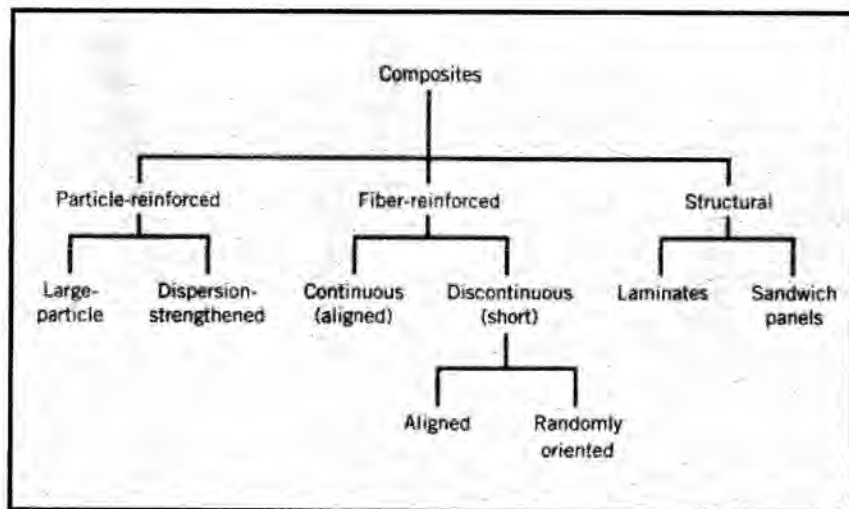 Composites
Particle-reinforced
Fiber-reinforced
Structural
Large-
particle
Dispersion-
strengthened
Continuous
(aligned)
Discontinuous
(short)
Laminates
Sandwich
panels
Aligned
Randomly
oriented